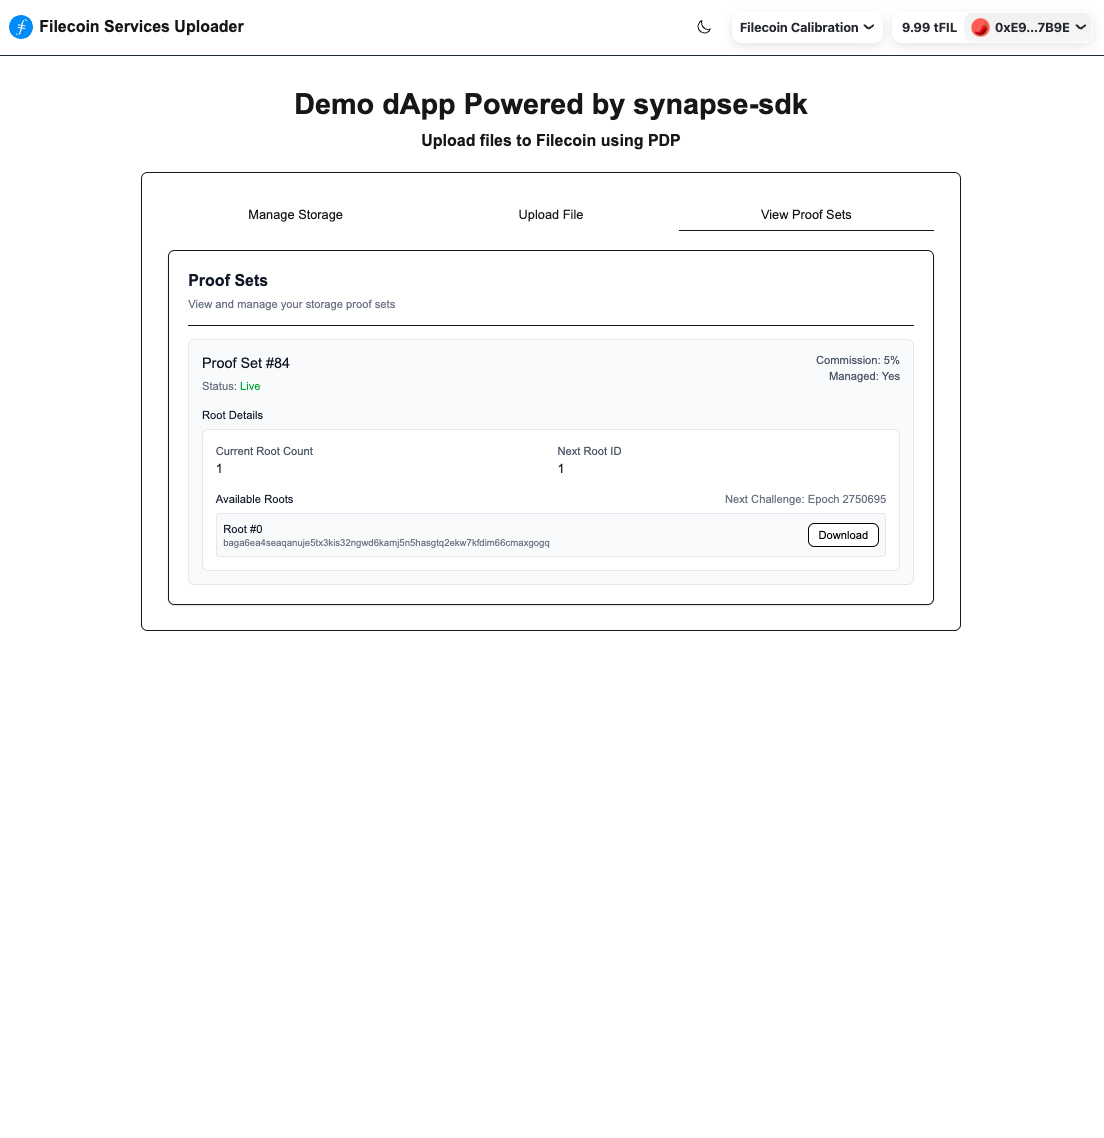 Filecoin Services Uploader
Filecoin Calibration
9.99 tFIL
0xE9...7B9E
Demo dApp Powered by synapse-sdk
Upload files to Filecoin using PDP
Manage Storage
Upload File
View Proof Sets
Proof Sets
View and manage your storage proof sets
Proof Set #84
Commission: 5%
Status: Live
Managed: Yes
Root Details
Current Root Count
Next Root ID
1
1
Available Roots
Next Challenge: Epoch 2750695
Root #0
baga6ea4seaqanuje5tx3kis32ngwd6kamj5n5hasgtq2ekw7kfdim66cmaxgogq
Download